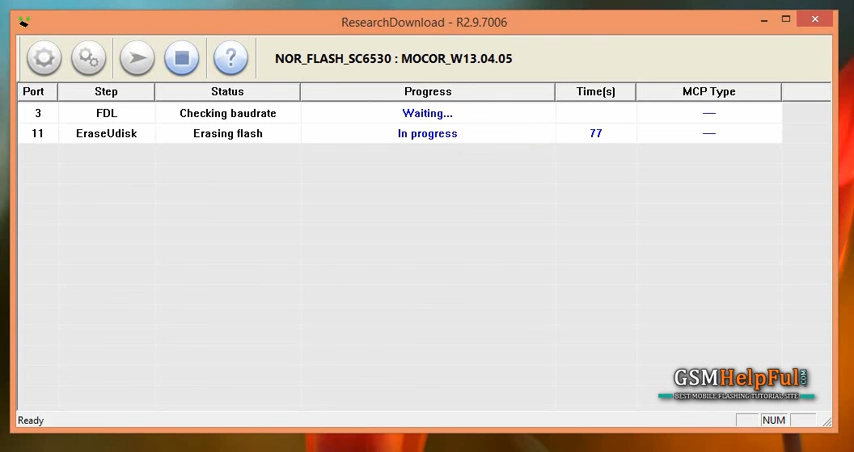 ResearchDownload - R2.9.7006
NOR_FLASH_SC6530 : MOCOR_W13.04.05
Port Step Status Progress Time(s) MCP Type
3 FDL Checking baudrate Waiting... —
11 EraseUdisk Erasing flash In progress 77 —
GSMHelpFul.COM
BEST MOBILE FLASHING TUTORIAL SITE
Ready NUM